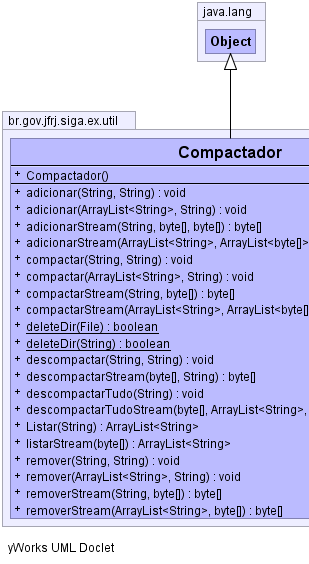 java.lang
Object
br.gov.jfrj.siga.ex.util
Compactador
+ Compactador()
+ adicionar(String, String) : void
+ adicionar(ArrayList<String>, String) : void
+ adicionarStream(String, byte[], byte[]) : byte[]
+ adicionarStream(ArrayList<String>, ArrayList<byte[]>
+ compactar(String, String) : void
+ compactar(ArrayList<String>, String) : void
+ compactarStream(String, byte[]) : byte[]
+ compactarStream(ArrayList<String>, ArrayList<byte[]
+ deleteDir(File) : boolean
+ deleteDir(String) : boolean
+ descompactar(String, String) : void
+ descompactarStream(byte[], String) : byte[]
+ descompactarTudo(String) : void
+ descompactarTudoStream(byte[], ArrayList<String>,
+ Listar(String) : ArrayList<String>
+ listarStream(byte[]) : ArrayList<String>
+ remover(String, String) : void
+ remover(ArrayList<String>, String) : void
+ removerStream(String, byte[]) : byte[]
+ removerStream(ArrayList<String>, byte[]) : byte[]
yWorks UML Doclet